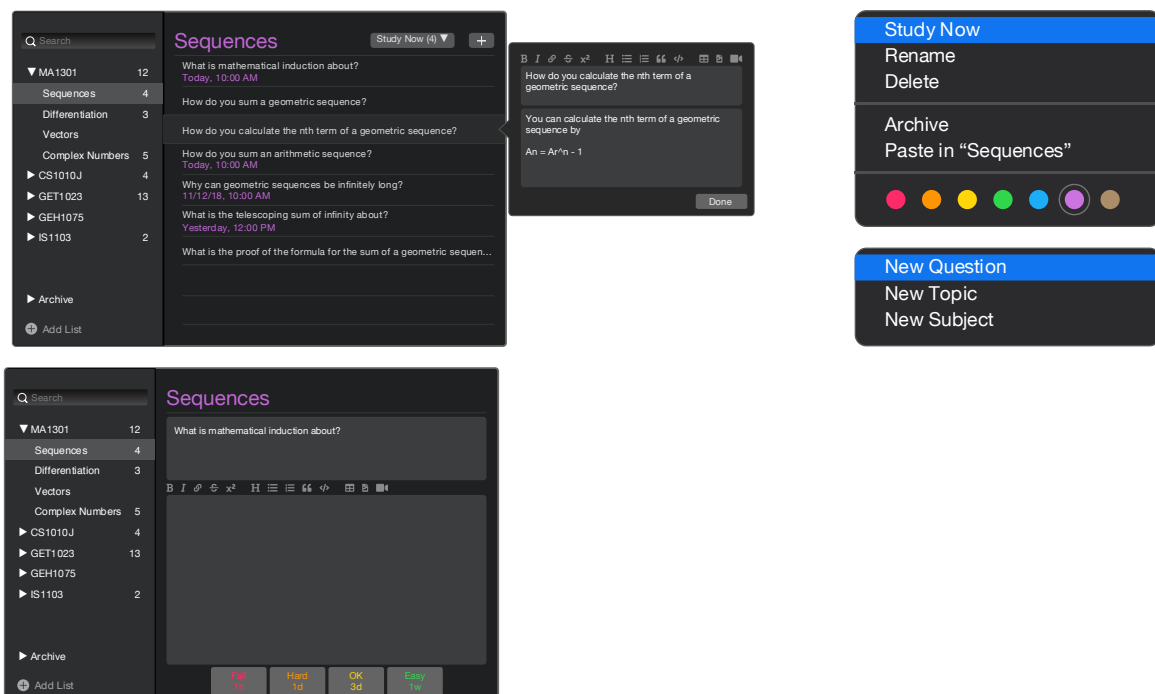 Search
MA1301 12
Sequences 4
Differentiation 3
Vectors
Complex Numbers 5
CS1010J 4
GET1023 13
GEH1075
IS1103 2
Archive
Add List
Sequences
Study Now (4) ▼ +
What is mathematical induction about?
Today, 10:00 AM
How do you sum a geometric sequence?
How do you calculate the nth term of a geometric sequence?
How do you sum an arithmetic sequence?
Today, 10:00 AM
Why can geometric sequences be infinitely long?
11/12/18, 10:00 AM
What is the telescoping sum of infinity about?
Yesterday, 12:00 PM
What is the proof of the formula for the sum of a geometric sequen...
B I S x² H
How do you calculate the nth term of a
geometric sequence?
You can calculate the nth term of a geometric
sequence by
An = Ar^n - 1
Done
Study Now
Rename
Delete
Archive
Paste in “Sequences”
New Question
New Topic
New Subject
Search
MA1301 12
Sequences 4
Differentiation 3
Vectors
Complex Numbers 5
CS1010J 4
GET1023 13
GEH1075
IS1103 2
Archive
Add List
Sequences
What is mathematical induction about?
B I S x² H
Fail Hard OK Easy
1d 3d 1w